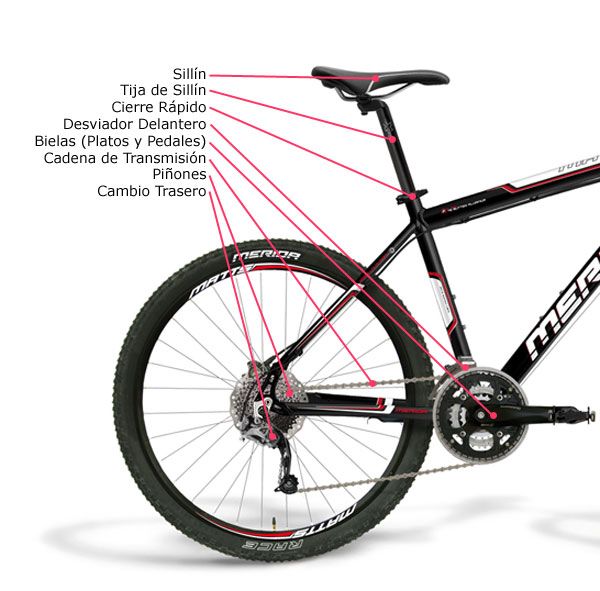 Sillín
Tija de Sillín
Cierre Rápido
Desviador Delantero
Bielas (Platos y Pedales)
Cadena de Transmisión
Piñones
Cambio Trasero
MERIDA
MATTS
MERIDA
MATTS
RACE